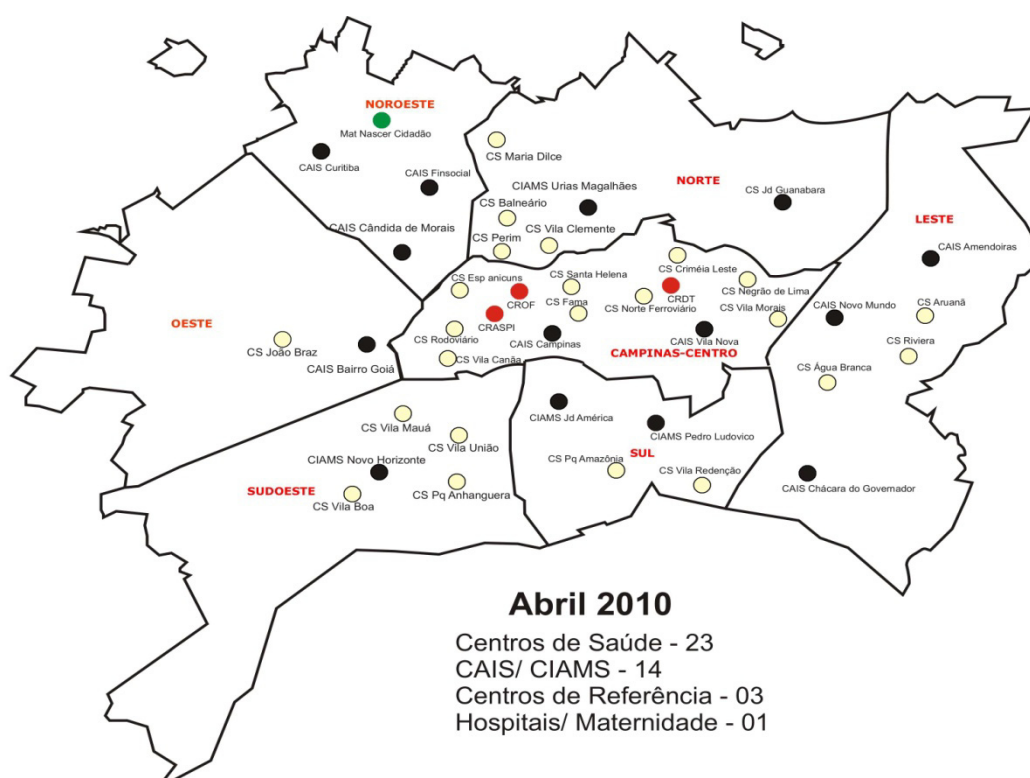 NOROESTE
Mat Nascer Cidadão
CAIS Curitiba
CAIS Finsocial
CAIS Cândida de Morais
CS Maria Dilce
CIAMS Urias Magalhães
NORTE
CS Jd Guanabara
CS Balneário
CS Vila Clemente
CS Perim
LESTE
CAIS Amendoiras
CAIS Novo Mundo
CS Aruanã
CS Riviera
CS Água Branca
CAIS Chácara do Governador
OESTE
CS João Braz
CAIS Bairro Goiá
CS Esp anicuns
CROF
CRASPI
CS Rodoviário
CS Vila Canâa
CS Santa Helena
CS Fama
CAIS Campinas
CS Criméia Leste
CRDT
CS Norte Ferroviário
CS Negrão de Lima
CS Vila Morais
CAIS Vila Nova
CAMPINAS-CENTRO
CS Vila Mauá
CS Vila União
CIAMS Novo Horizonte
SUDOESTE
CS Vila Boa
CS Pq Anhanguera
CIAMS Jd América
CIAMS Pedro Ludovico
SUL
CS Pq Amazônia
CS Vila Redenção
Abril 2010
Centros de Saúde - 23
CAIS/ CIAMS - 14
Centros de Referência - 03
Hospitais/ Maternidade - 01